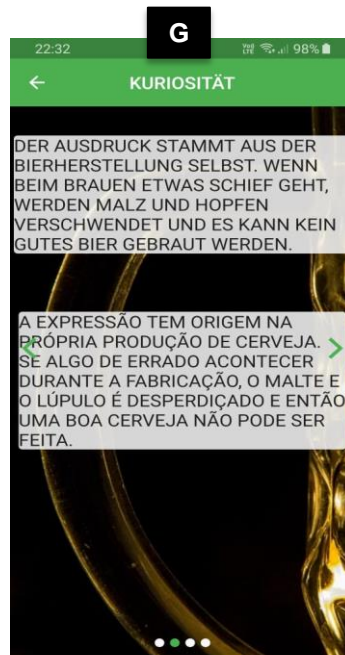 G
22:32 98%
KURIOSITÄT
DER AUSDRUCK STAMMT AUS DER
BIERHERSTELLUNG SELBST. WENN
BEIM BRAUEN ETWAS SCHIEF GEHT,
WERDEN MALZ UND HOPFEN
VERSCHWENDET UND ES KANN KEIN
GUTES BIER GEBRAUT WERDEN.
A EXPRESSÃO TEM ORIGEM NA
PRÓPRIA PRODUÇÃO DE CERVEJA.
SE ALGO DE ERRADO ACONTECER
DURANTE A FABRICAÇÃO, O MALTE E
O LÚPULO É DESPERDIÇADO E ENTÃO
UMA BOA CERVEJA NÃO PODE SER
FEITA.